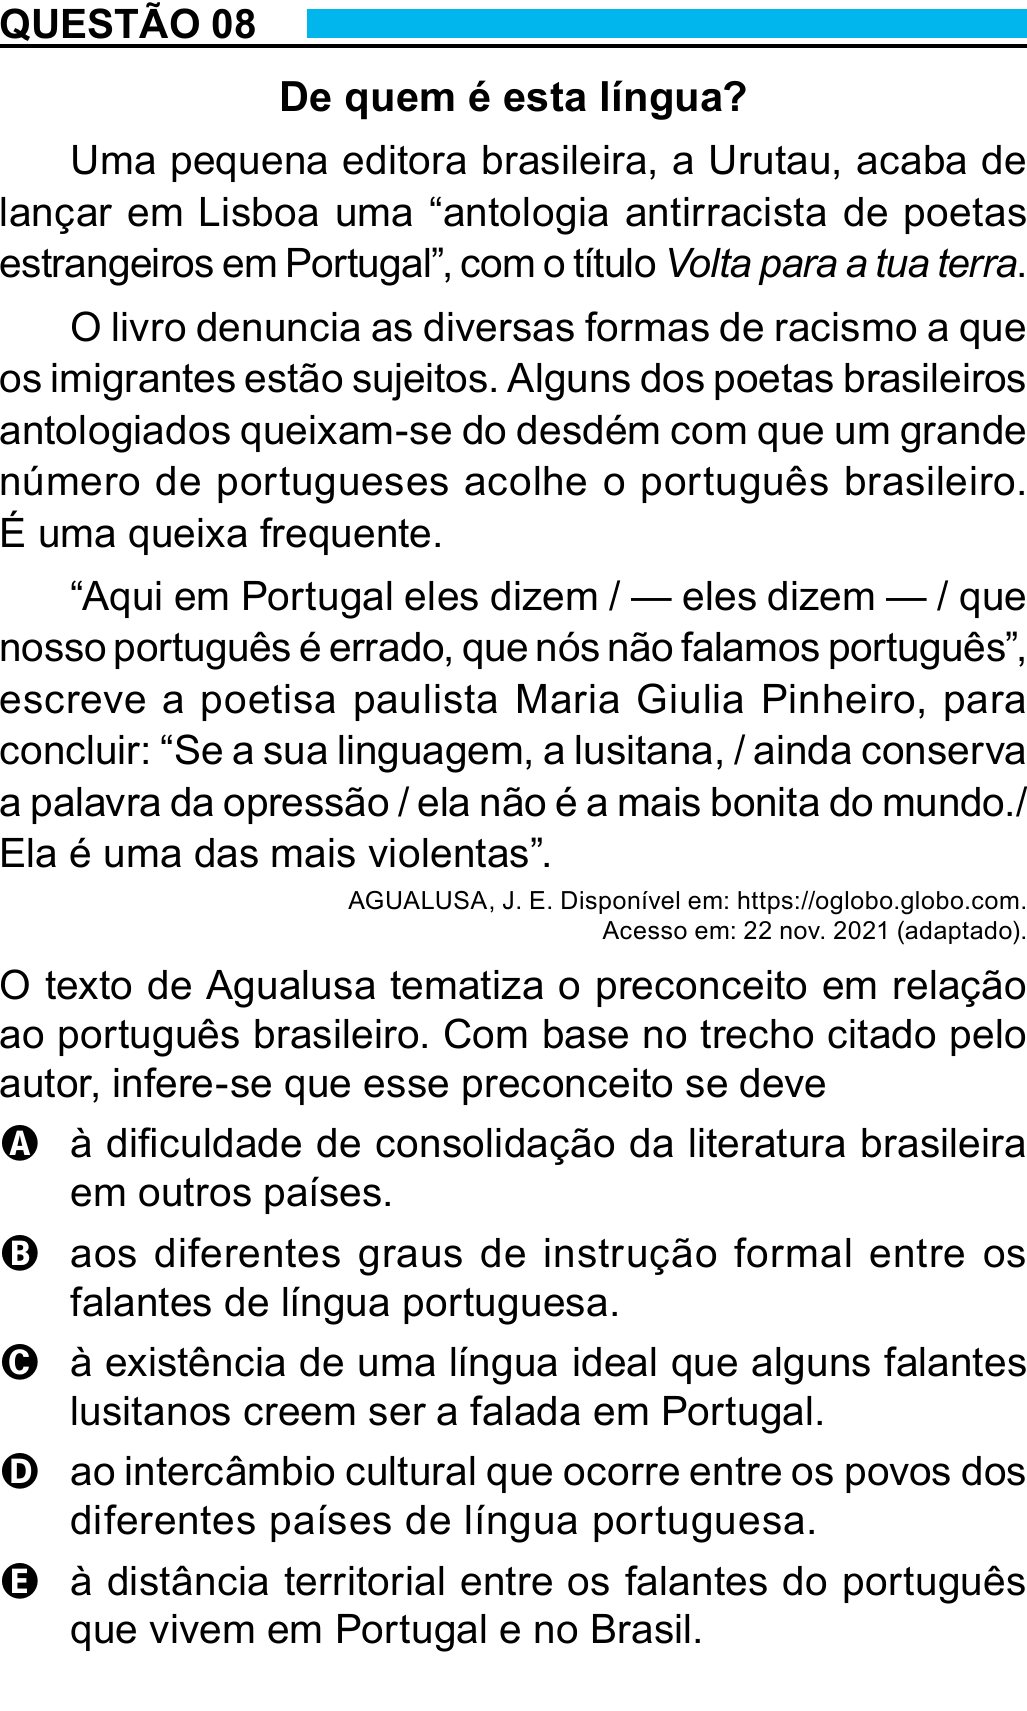 QUESTÃO 08
De quem é esta língua?
Uma pequena editora brasileira, a Urutau, acaba de
lançar em Lisboa uma “antologia antirracista de poetas
estrangeiros em Portugal”, com o título Volta para a tua terra.
O livro denuncia as diversas formas de racismo a que
os imigrantes estão sujeitos. Alguns dos poetas brasileiros
antologiados queixam-se do desdém com que um grande
número de portugueses acolhe o português brasileiro.
É uma queixa frequente.
“Aqui em Portugal eles dizem / — eles dizem — / que
nosso português é errado, que nós não falamos português”,
escreve a poetisa paulista Maria Giulia Pinheiro, para
concluir: “Se a sua linguagem, a lusitana, / ainda conserva
a palavra da opressão / ela não é a mais bonita do mundo./
Ela é uma das mais violentas”.
AGUALUSA, J. E. Disponível em: https://oglobo.globo.com.
Acesso em: 22 nov. 2021 (adaptado).
O texto de Agualusa tematiza o preconceito em relação
ao português brasileiro. Com base no trecho citado pelo
autor, infere-se que esse preconceito se deve
A à dificuldade de consolidação da literatura brasileira
em outros países.
B aos diferentes graus de instrução formal entre os
falantes de língua portuguesa.
C à existência de uma língua ideal que alguns falantes
lusitanos creem ser a falada em Portugal.
D ao intercâmbio cultural que ocorre entre os povos dos
diferentes países de língua portuguesa.
E à distância territorial entre os falantes do português
que vivem em Portugal e no Brasil.